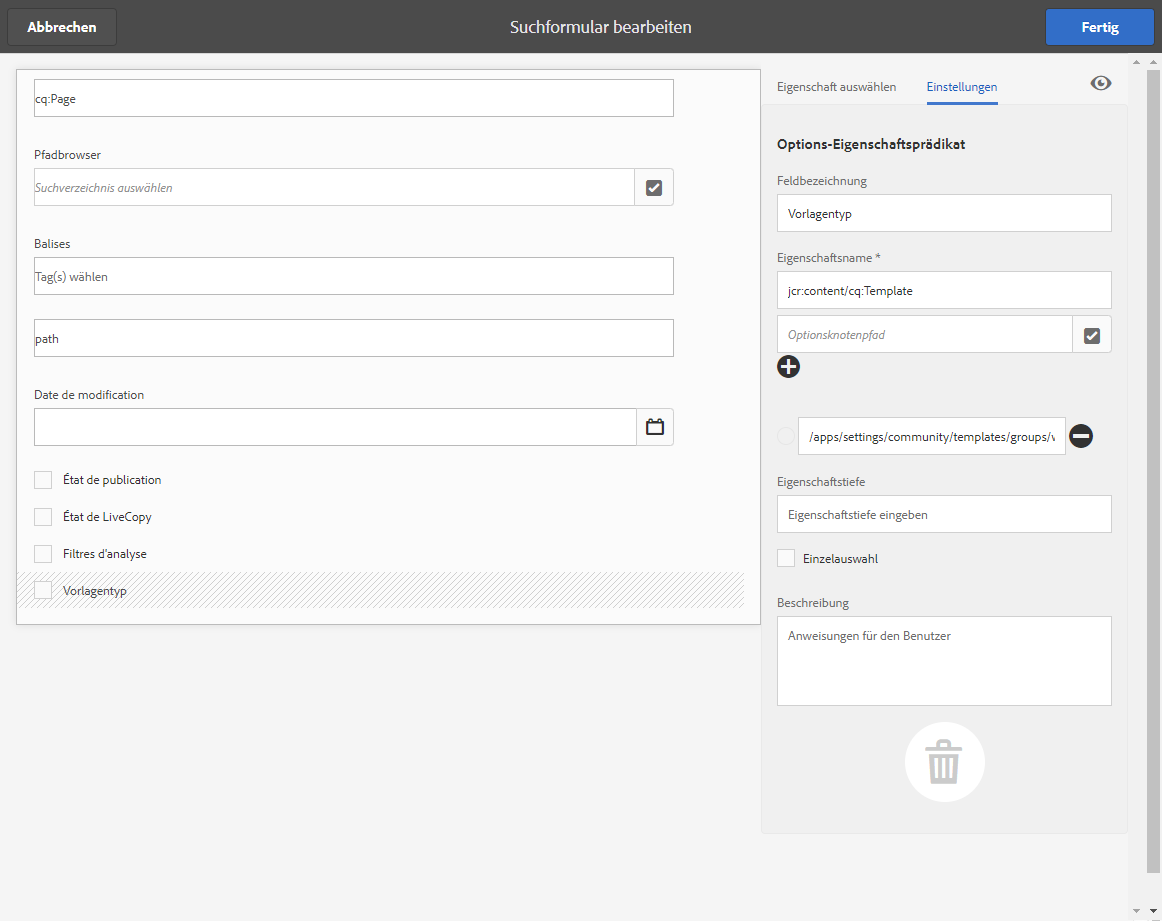 Abbrechen
Suchformular bearbeiten
Fertig
cq:Page
Pfadbrowser
Suchverzeichnis auswählen
Balises
Tag(s) wählen
path
Date de modification
État de publication
État de LiveCopy
Filtres d'analyse
Vorlagentyp
Eigenschaft auswählen
Einstellungen
Options-Eigenschaftsprädikat
Feldbezeichnung
Vorlagentyp
Eigenschaftsname *
jcr:content/cq:Template
Optionsknotenpfad
/apps/settings/community/templates/groups/
Eigenschaftstiefe
Eigenschaftstiefe eingeben
Einzelauswahl
Beschreibung
Anweisungen für den Benutzer